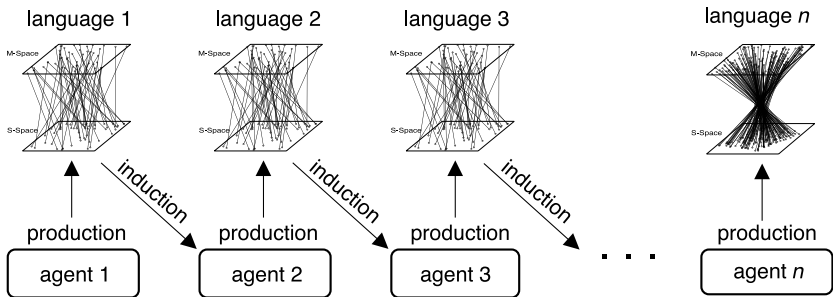 language 1 language 2 language 3 language n
M-Space M-Space M-Space M-Space
S-Space S-Space S-Space S-Space
induction induction induction
production production production production
agent 1 agent 2 agent 3 . . . agent n